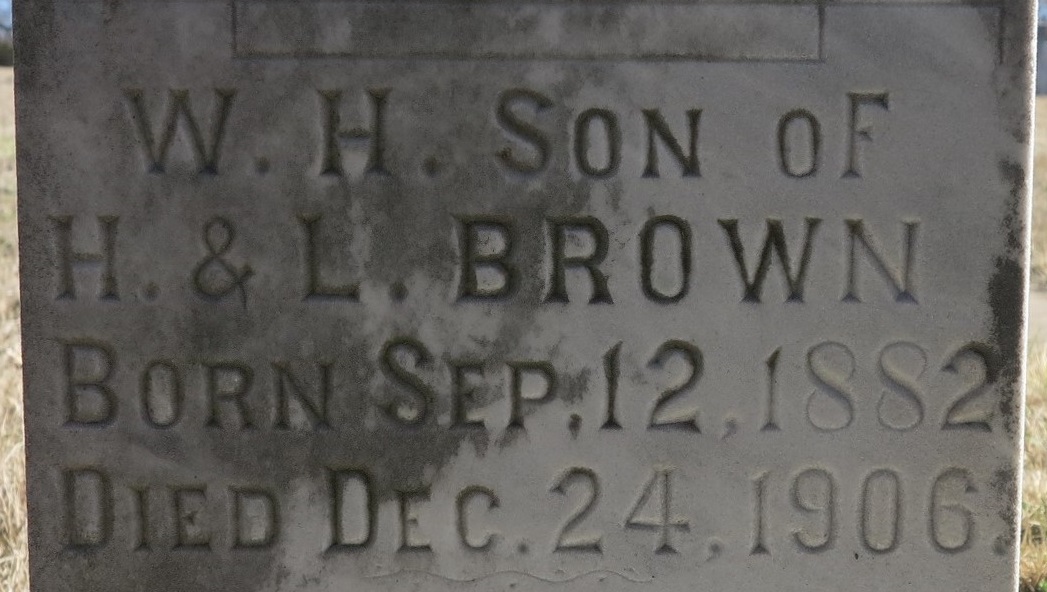 W. H. SON OF
H. & L. BROWN
BORN SEP. 12, 1882
DIED DEC. 24, 1906.